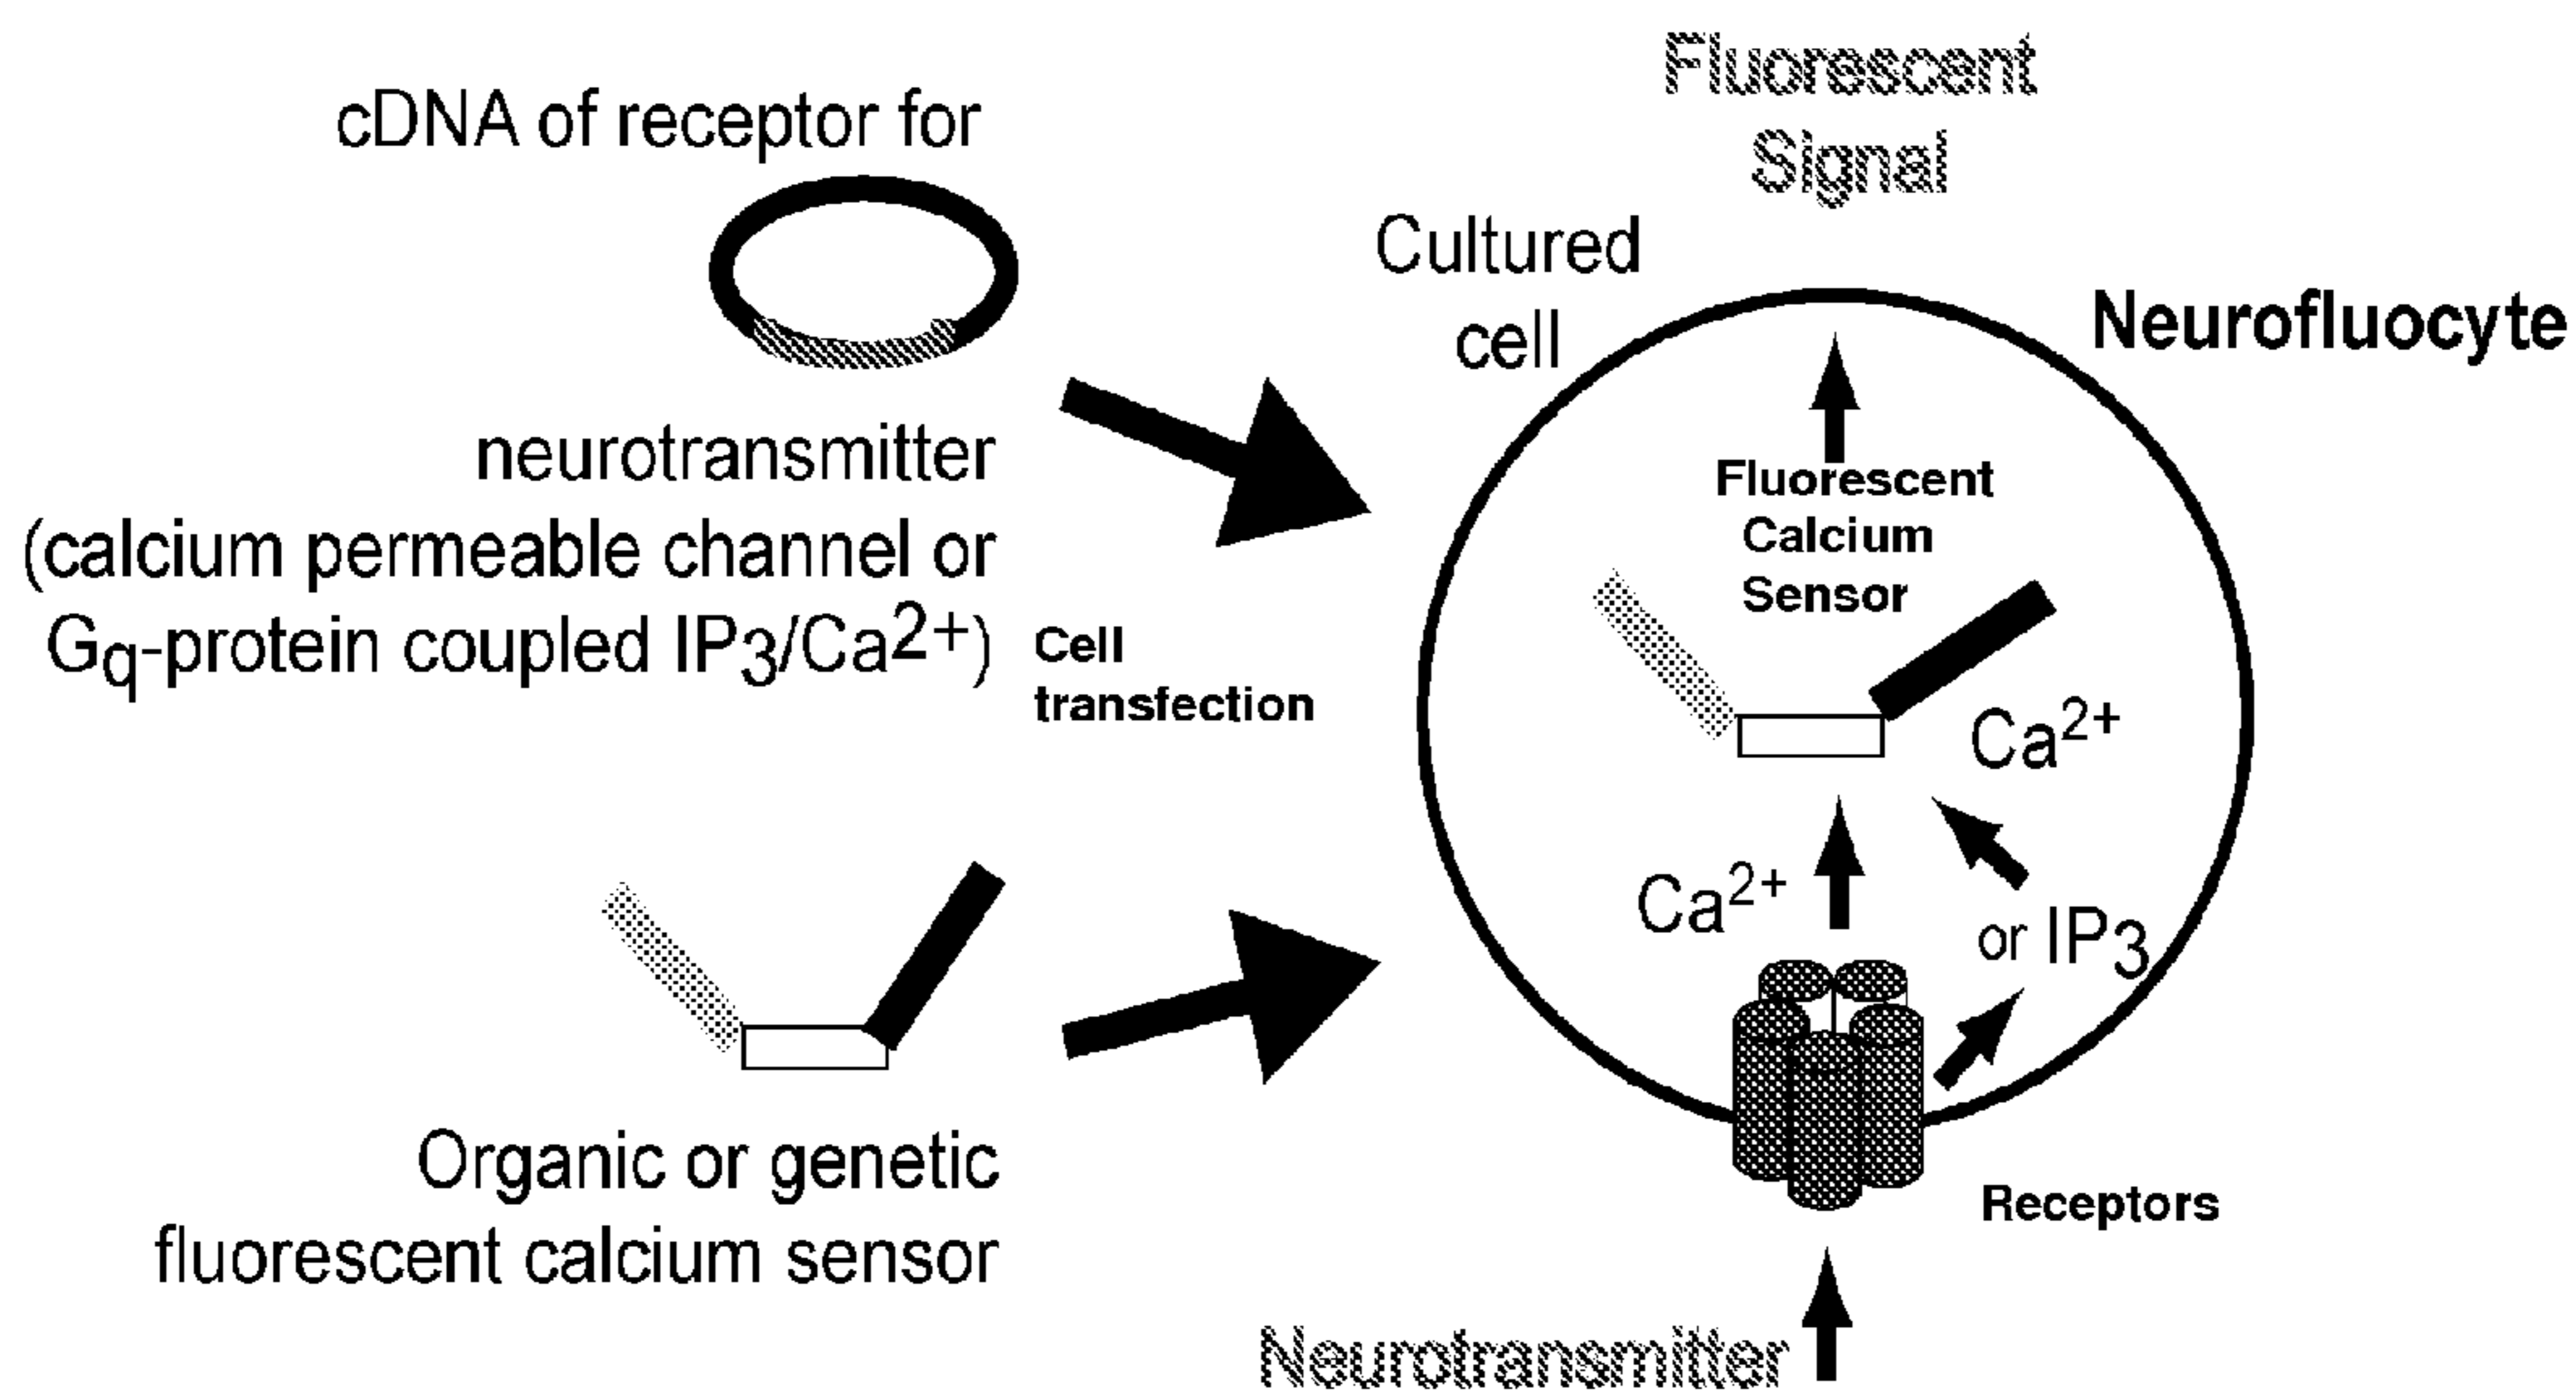 cDNA of receptor for
neurotransmitter
(calcium permeable channel or
Gq-protein coupled IP3/Ca2+)
Cell
transfection
Organic or genetic
fluorescent calcium sensor
Fluorescent
Signal
Cultured
cell
Neurofluocyte
Fluorescent
Calcium
Sensor
Ca2+
Ca2+
or IP3
Receptors
Neurotransmitter